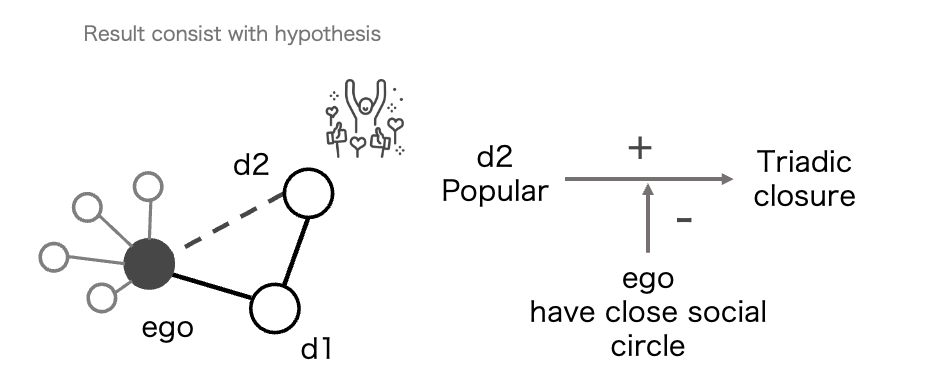 Result consist with hypothesis
d2
ego
d1
d2
Popular
+
Triadic
closure
-
ego
have close social
circle